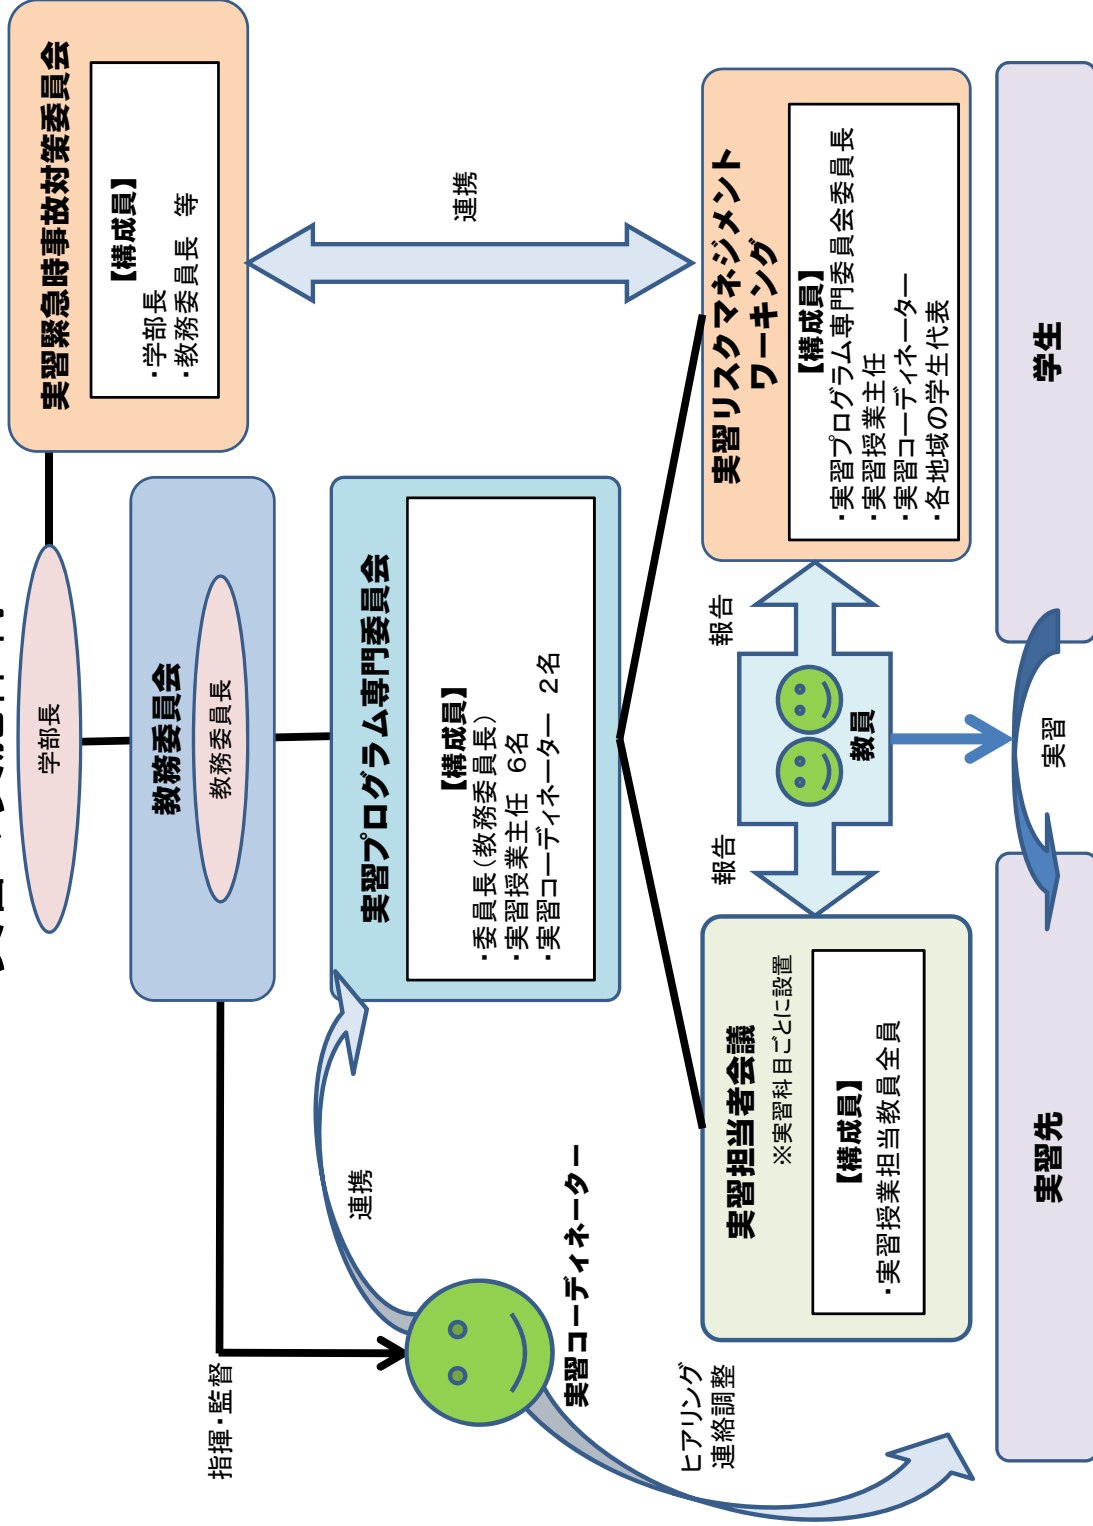 学部長
実習緊急時事故対策委員会
【構成員】
・学部長
・教務委員長 等
教務委員会
教務委員長
指揮・監督
実習プログラム専門委員会
【構成員】
・委員長(教務委員長)
・実習授業主任 6名
・実習コーディネーター 2名
連携
連携
実習コーディネーター
ヒアリング
連絡調整
実習担当者会議
※実習科目ごとに設置
【構成員】
・実習授業担当教員全員
報告
教員
報告
実習リスクマネジメント
ワーキング
【構成員】
・実習プログラム専門委員会委員長
・実習授業主任
・実習コーディネーター
・各地域の学生代表
実習先
実習
学生